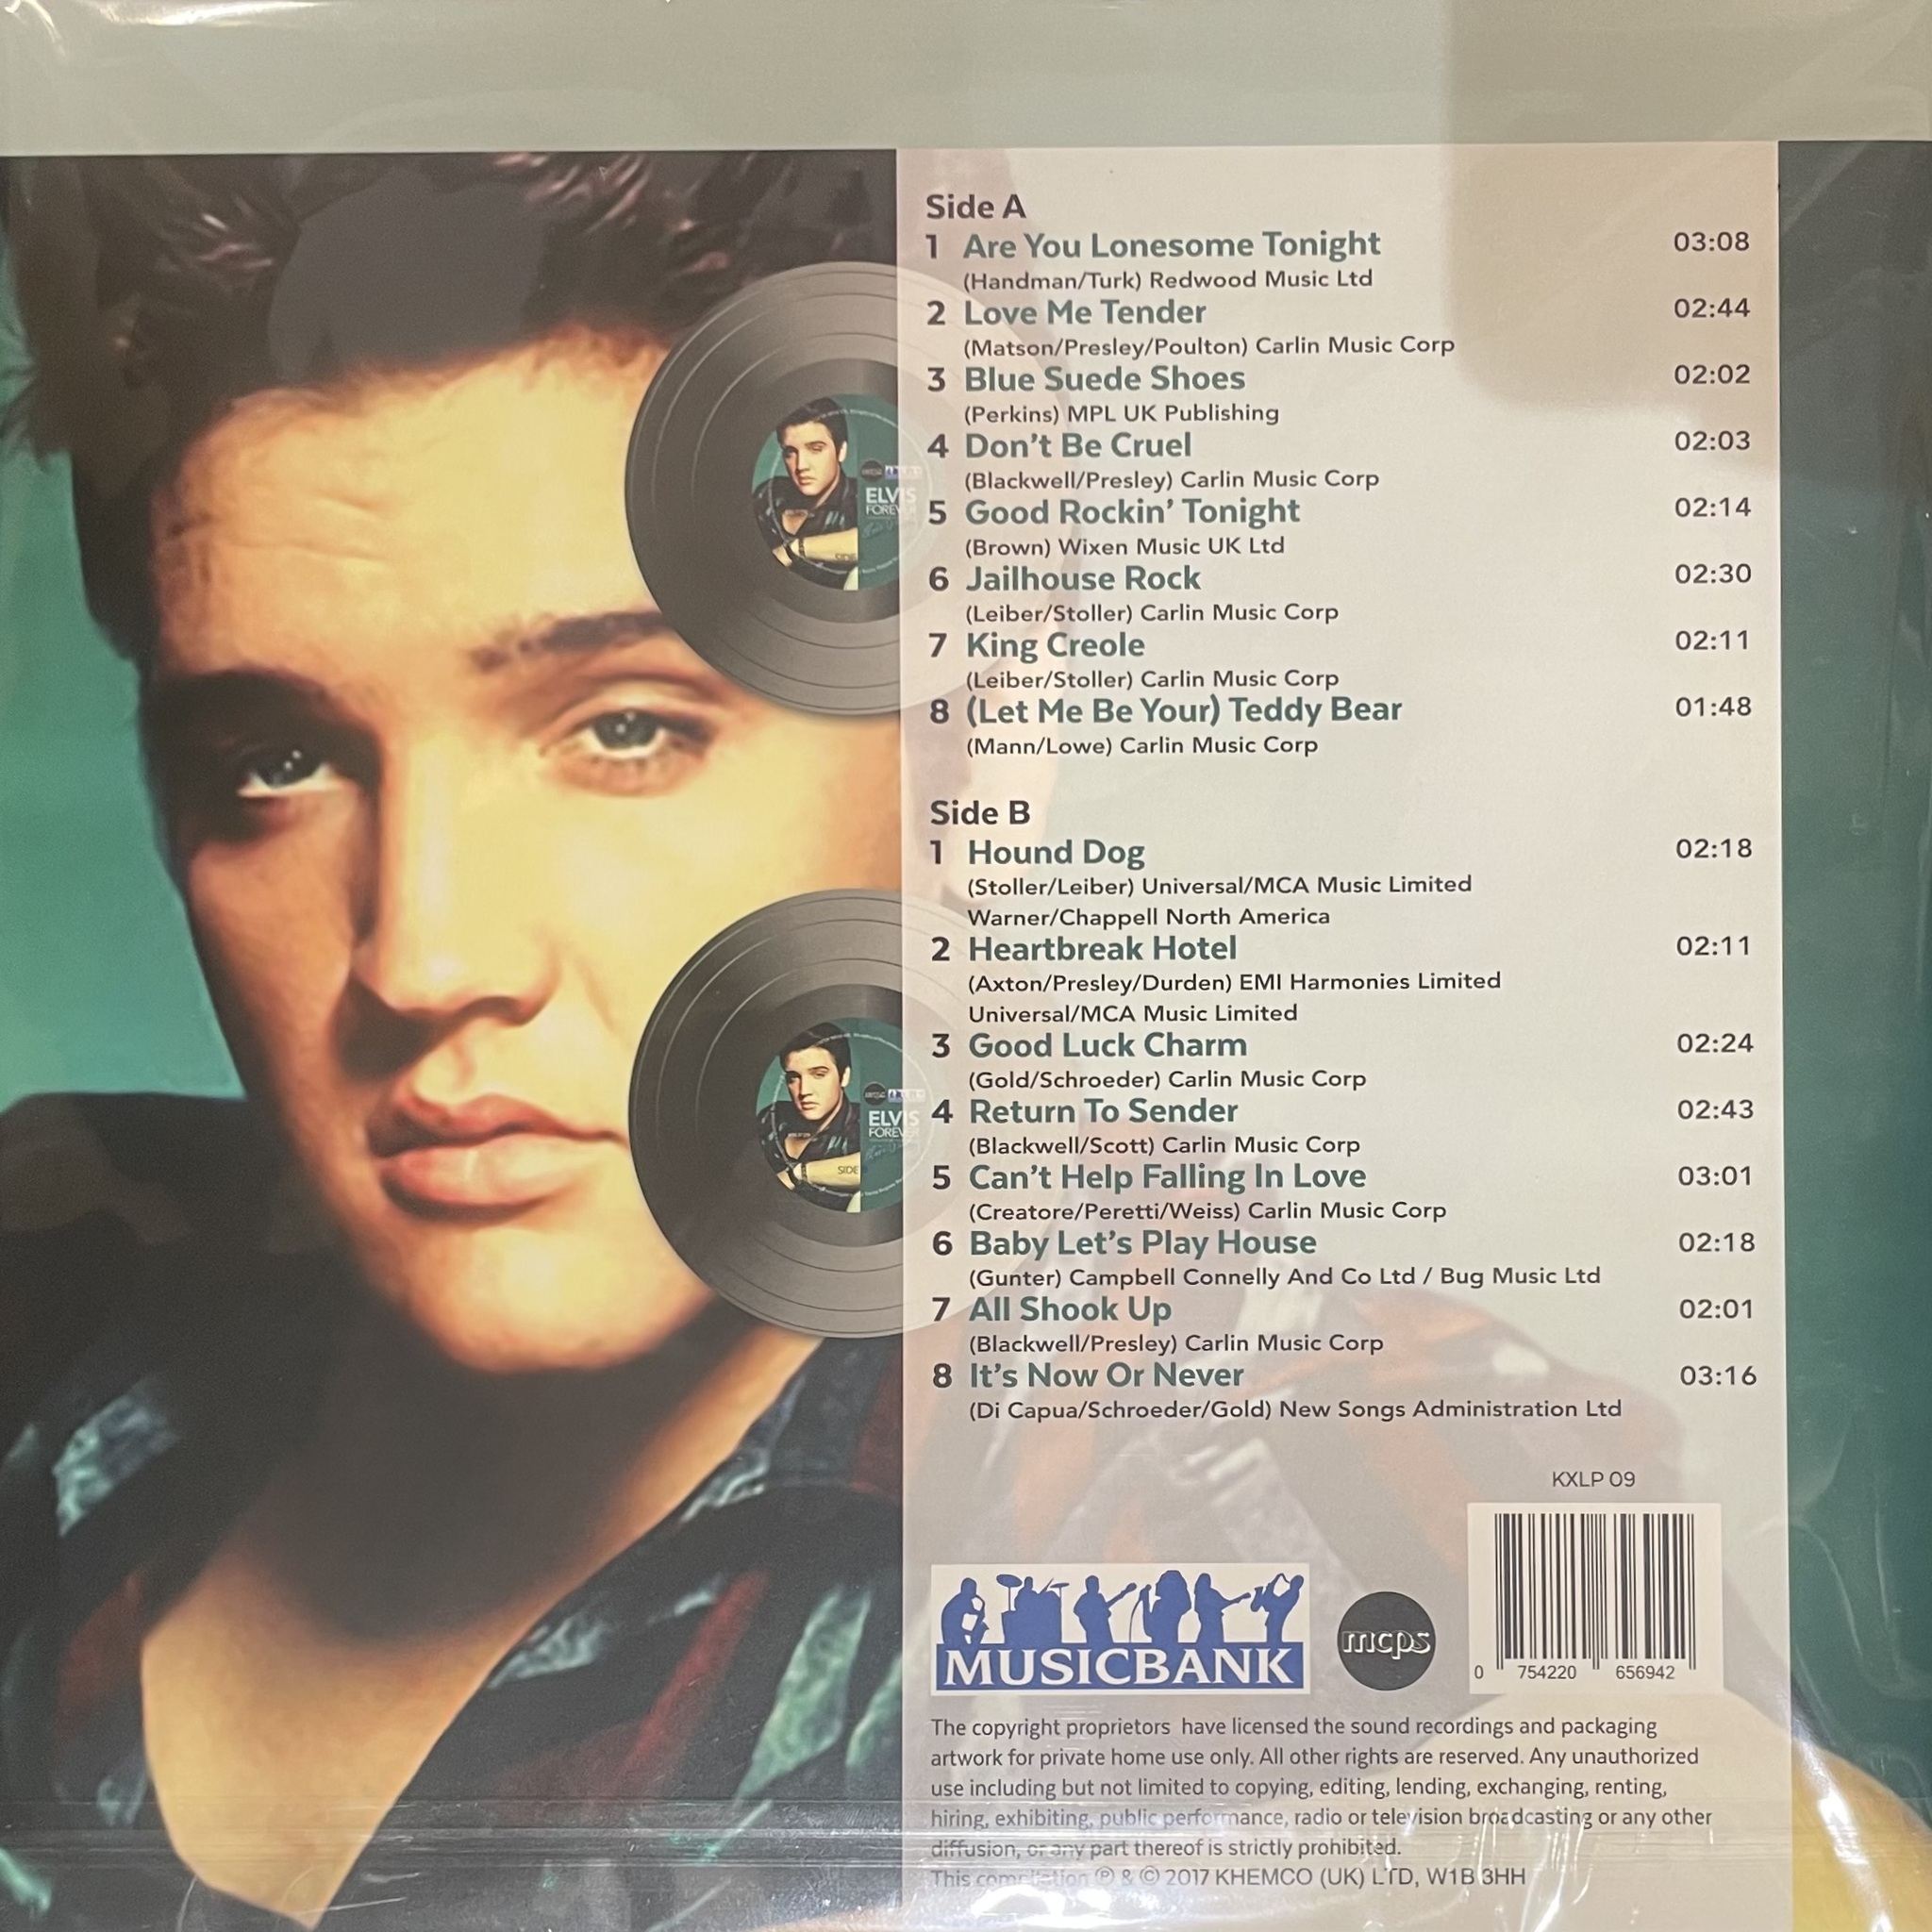 Side A
1 Are You Lonesome Tonight 03:08
(Handman/Turk) Redwood Music Ltd
2 Love Me Tender 02:44
(Matson/Presley/Poulton) Carlin Music Corp
3 Blue Suede Shoes 02:02
(Perkins) MPL UK Publishing
4 Don't Be Cruel 02:03
(Blackwell/Presley) Carlin Music Corp
5 Good Rockin' Tonight 02:14
(Brown) Wixen Music UK Ltd
6 Jailhouse Rock 02:30
(Leiber/Stoller) Carlin Music Corp
7 King Creole 02:11
(Leiber/Stoller) Carlin Music Corp
8 (Let Me Be Your) Teddy Bear 01:48
(Mann/Lowe) Carlin Music Corp
Side B
1 Hound Dog 02:18
(Stoller/Leiber) Universal/MCA Music Limited
Warner/Chappell North America
2 Heartbreak Hotel 02:11
(Axton/Presley/Durden) EMI Harmonies Limited
Universal/MCA Music Limited
3 Good Luck Charm 02:24
(Gold/Schroeder) Carlin Music Corp
4 Return To Sender 02:43
(Blackwell/Scott) Carlin Music Corp
5 Can't Help Falling In Love 03:01
(Creatore/Peretti/Weiss) Carlin Music Corp
6 Baby Let's Play House 02:18
(Gunter) Campbell Connelly And Co Ltd / Bug Music Ltd
7 All Shook Up 02:01
(Blackwell/Presley) Carlin Music Corp
8 It's Now Or Never 03:16
(Di Capua/Schroeder/Gold) New Songs Administration Ltd
ELVIS
ELVIS
SIDE
KXLP 09
MUSICBANK
mcps
0 754220 656942
The copyright proprietors have licensed the sound recordings and packaging
artwork for private home use only. All other rights are reserved. Any unauthorized
use including but not limited to copying, editing, lending, exchanging, renting,
hiring, exhibiting, public performance, radio or television broadcasting or any other
diffusion, or any part thereof is strictly prohibited.
This compilation ℗ & © 2017 KHEMCO (UK) LTD, W1B 3HH